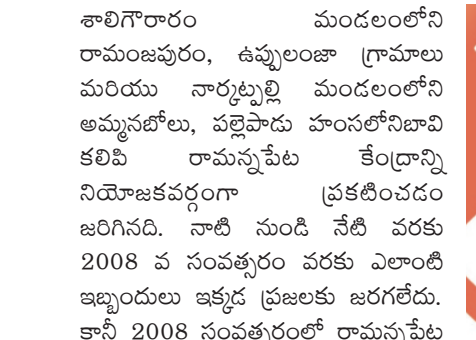 శాలిగౌరారం మండలంలోని
రామంజపురం, ఉప్పులంజా గ్రామాలు
మరియు నార్కట్పల్లి మండలంలోని
అమ్మనబోలు, పల్లెపాడు హంసలోనిబావి
కలిపి రామన్నపేట కేంద్రాన్ని
నియోజకవర్గంగా ప్రకటించడం
జరిగినది. నాటి నుండి నేటి వరకు
2008 వ సంవత్సరం వరకు ఎలాంటి
ఇబ్బందులు ఇక్కడ ప్రజలకు జరగలేదు.
కానీ 2008 సంవత్సరంలో రామన్నపేట